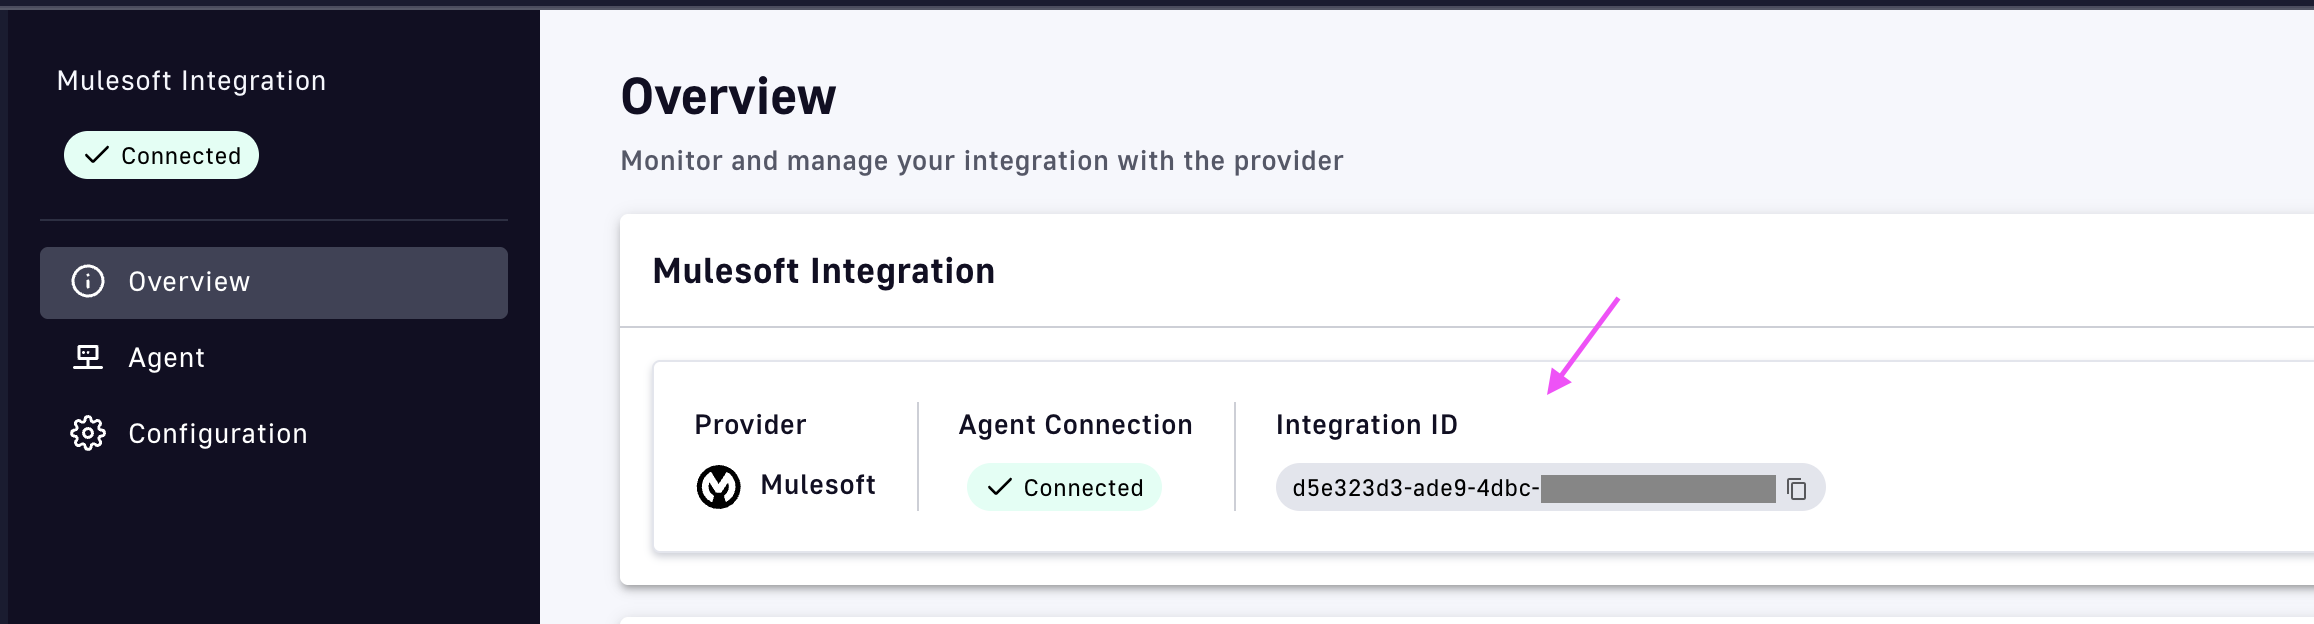 Mulesoft Integration
Connected
Overview
Agent
Configuration
Overview
Monitor and manage your integration with the provider
Mulesoft Integration
Provider
Mulesoft
Agent Connection
Connected
Integration ID
d5e323d3-ade9-4dbc-